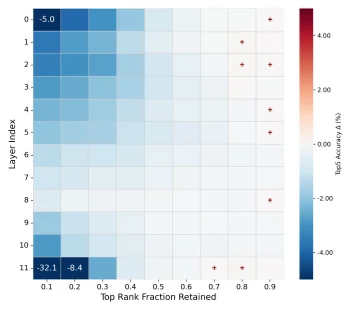 0 -5.0 +
1 +
2 + +
3
4 +
5 +
6
7
8 +
9
10
11 -32.1 -8.4 + +
0.1 0.2 0.3 0.4 0.5 0.6 0.7 0.8 0.9
Top Rank Fraction Retained
Layer Index
4.00
2.00
0.00
-2.00
-4.00
Top5 Accuracy Δ (%)